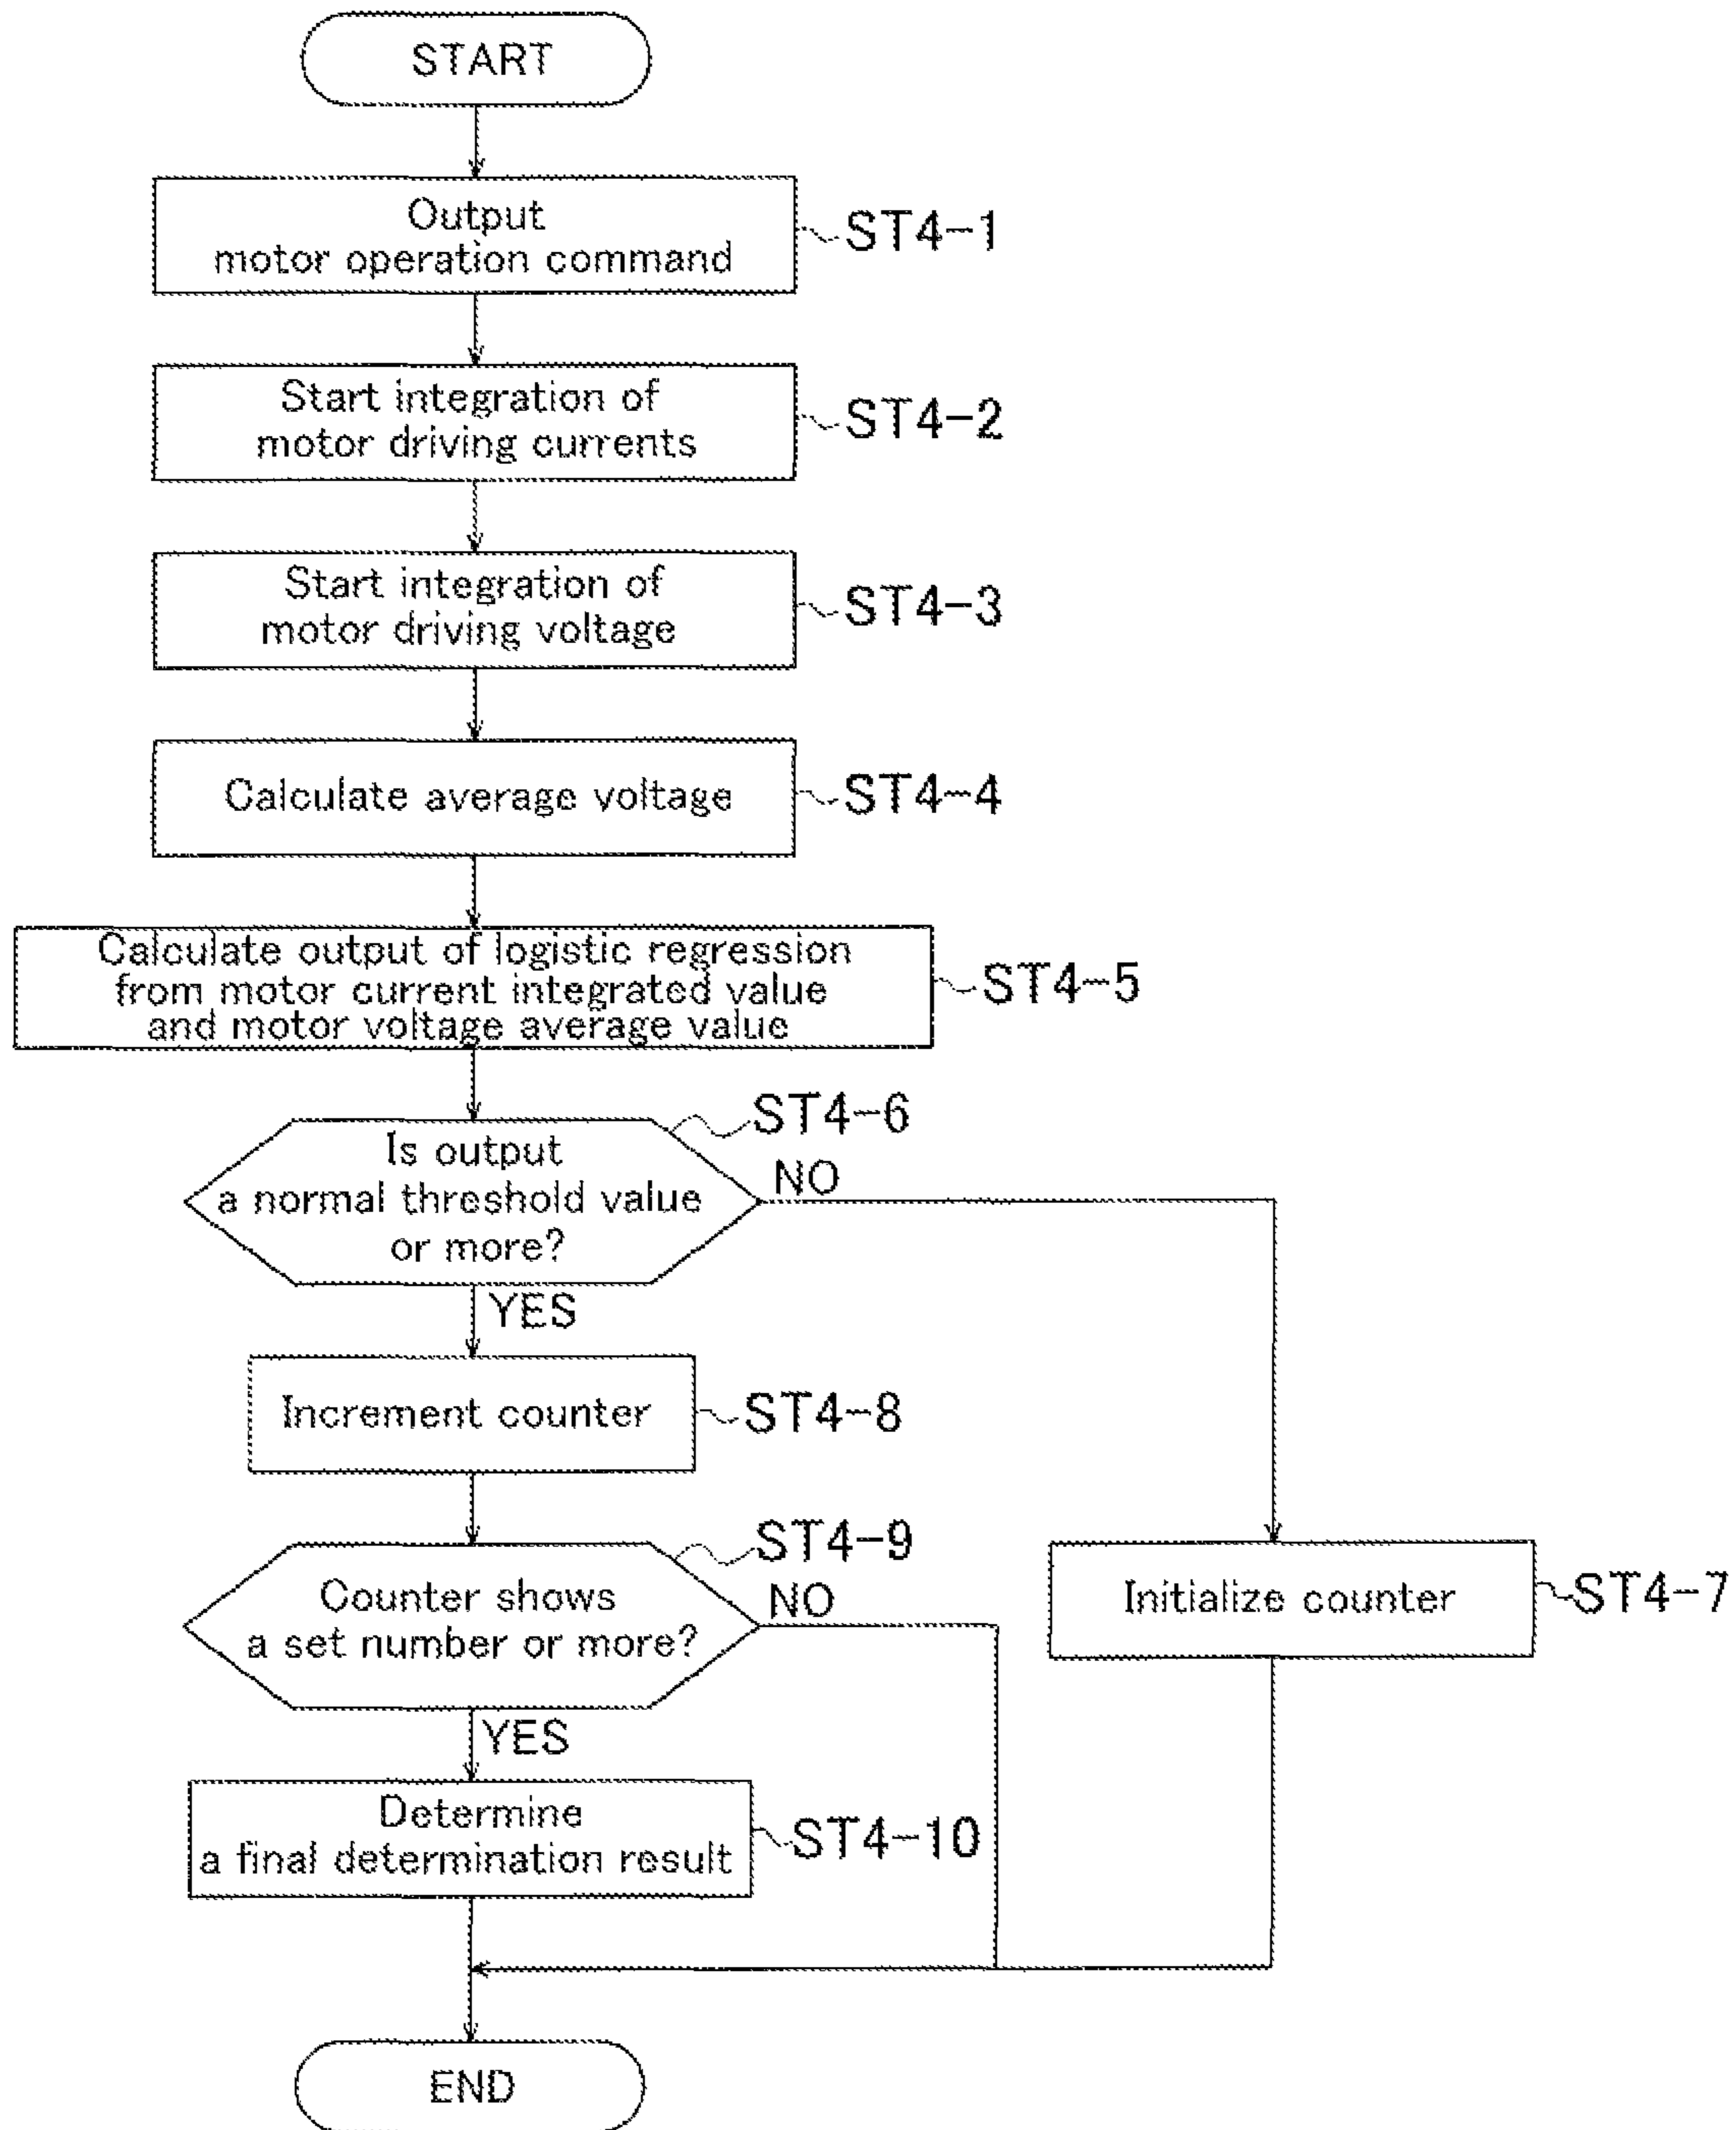 START
Output
motor operation command
ST4-1
Start integration of
motor driving currents
ST4-2
Start integration of
motor driving voltage
ST4-3
Calculate average voltage
ST4-4
Calculate output of logistic regression
from motor current integrated value
and motor voltage average value
ST4-5
ST4-6
Is output
a normal threshold value
or more?
NO
YES
Increment counter
ST4-8
ST4-9
Counter shows
a set number or more?
NO
Initialize counter
ST4-7
YES
Determine
a final determination result
ST4-10
END